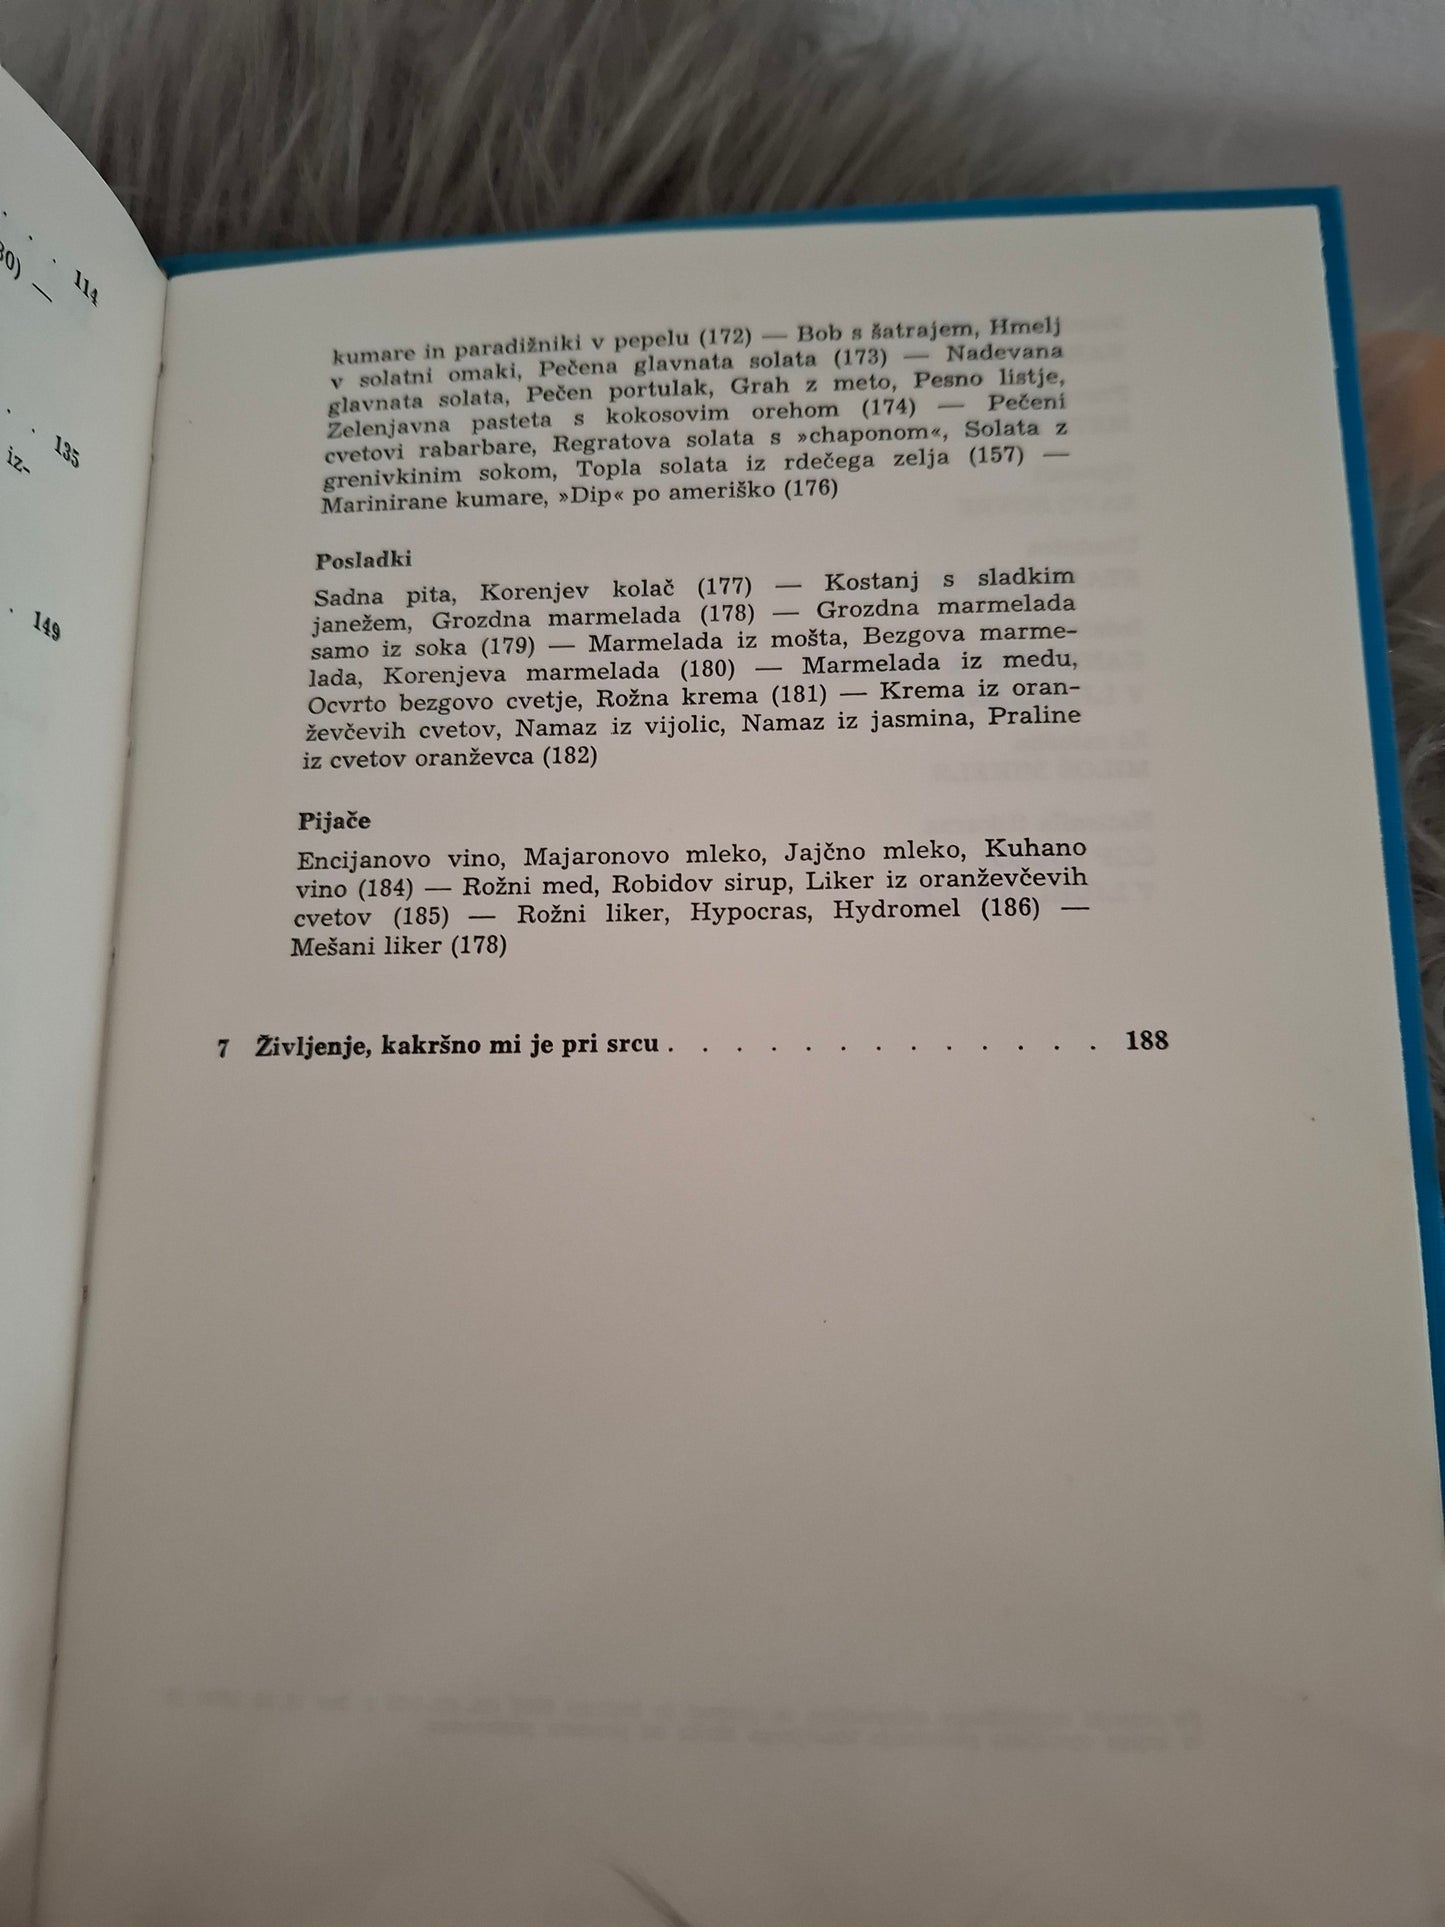 30) —
114
135
iz-
149
kumare in paradižniki v pepelu (172) — Bob s šatrajem, Hmelj
v solatni omaki, Pečena glavnata solata (173) — Nadevana
glavnata solata, Pečen portulak, Grah z meto, Pesno listje,
Zelenjavna pasteta s kokosovim orehom (174) — Pečeni
cvetovi rabarbare, Regratova solata s »chaponom«, Solata z
grenivkinim sokom, Topla solata iz rdečega zelja (157) —
Marinirane kumare, »Dip« po ameriško (176)
Posladki
Sadna pita, Korenjev kolač (177) — Kostanj s sladkim
janežem, Grozdna marmelada (178) — Grozdna marmelada
samo iz soka (179) — Marmelada iz mošta, Bezgova marme-
lada, Korenjeva marmelada (180) — Marmelada iz medu,
Ocvrto bezgovo cvetje, Rožna krema (181) — Krema iz oran-
ževčevih cvetov, Namaz iz vijolic, Namaz iz jasmina, Praline
iz cvetov oranževca (182)
Pijače
Encijanovo vino, Majaronovo mleko, Jajčno mleko, Kuhano
vino (184) — Rožni med, Robidov sirup, Liker iz oranževčevih
cvetov (185) — Rožni liker, Hypocras, Hydromel (186) —
Mešani liker (178)
7 Življenje, kakršno mi je pri srcu . . . . . . . . . . . . . 188